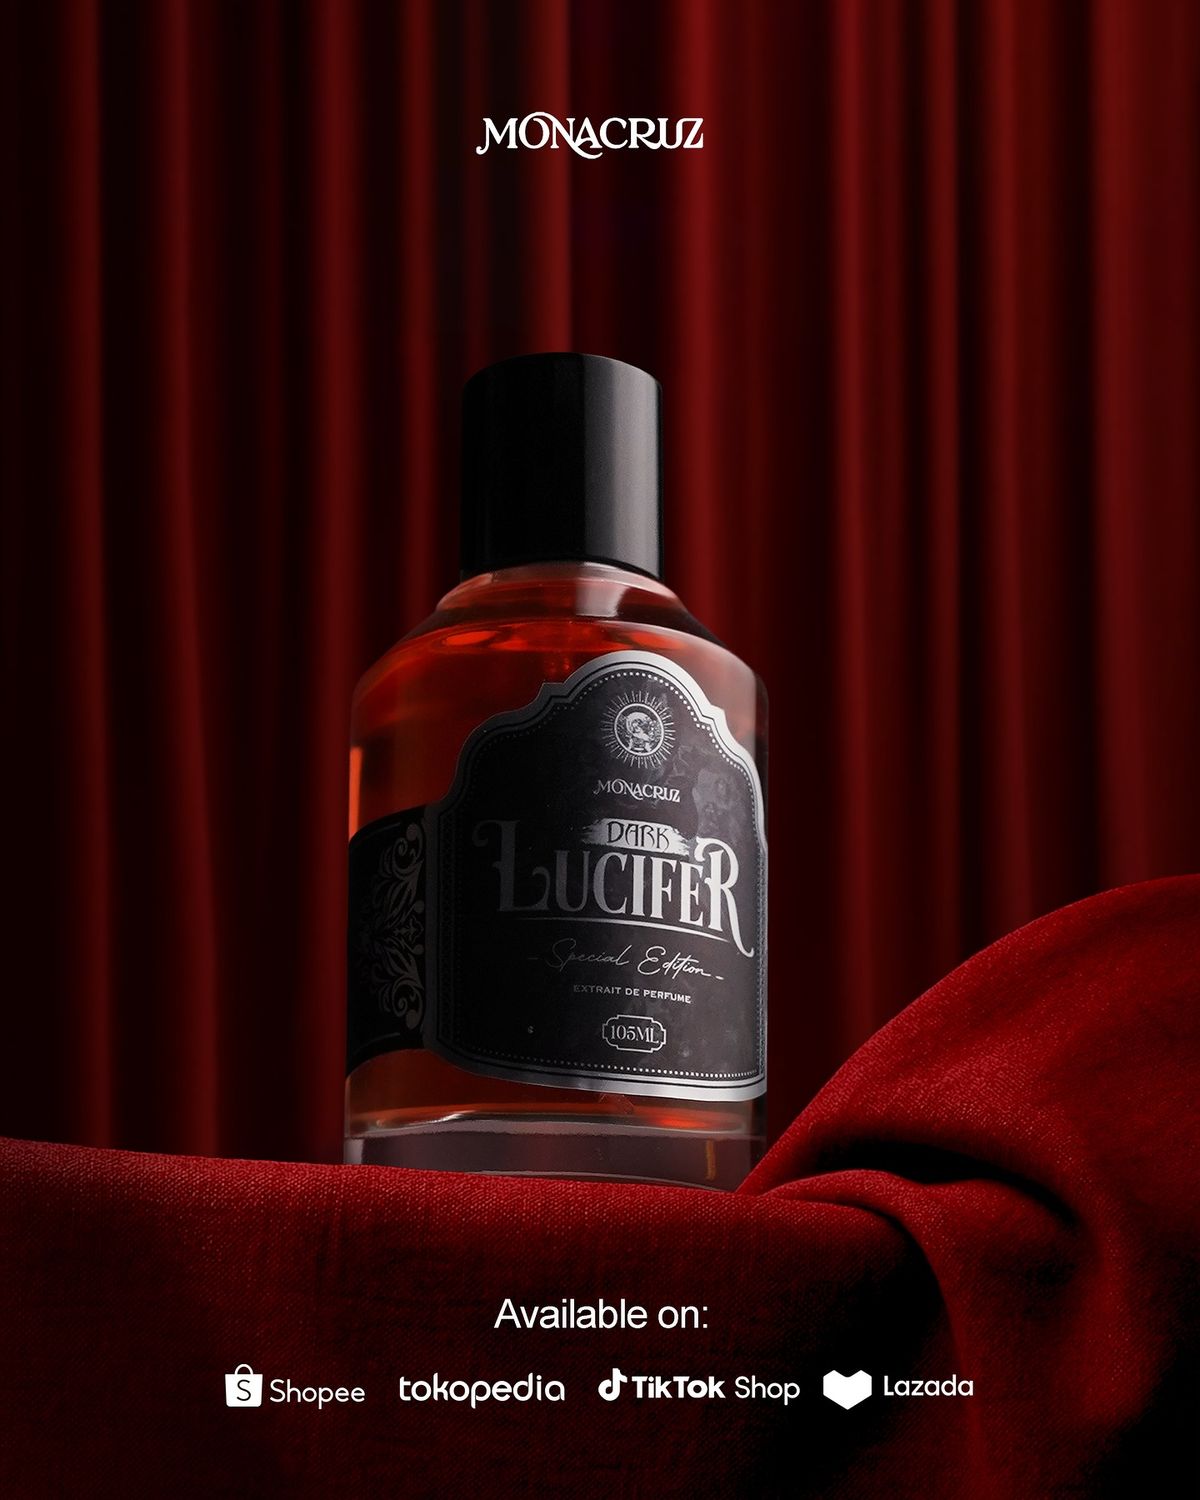 MONACRUZ
MONACRUZ
DARK
LUCIFER
- Special Edition -
EXTRAIT DE PERFUME
105ML
Available on:
S Shopee tokopedia TikTok Shop Lazada